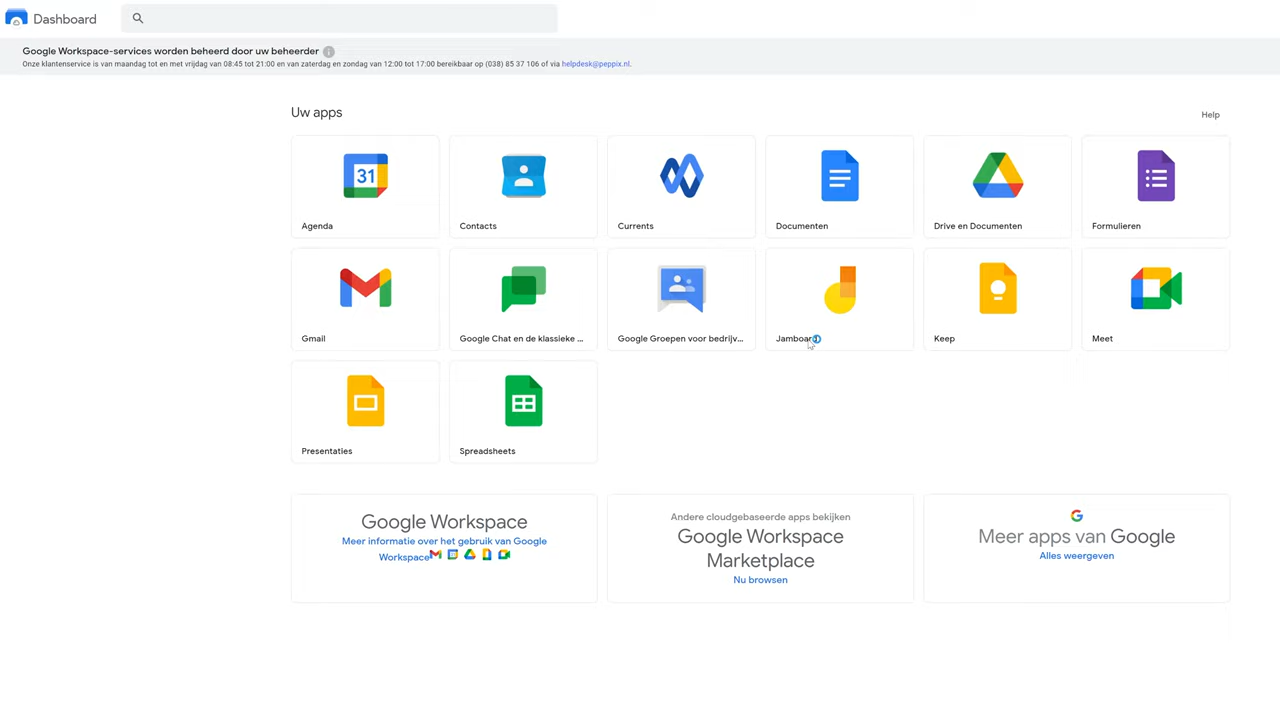 Dashboard
Google Workspace-services worden beheerd door uw beheerder
Onze klantenservice is van maandag tot en met vrijdag van 08:45 tot 21:00 en van zaterdag en zondag van 12:00 tot 17:00 bereikbaar op (038) 85 37 106 of via helpdesk@peppix.nl.
Uw apps
Help
31
Agenda
Contacts
Currents
Documenten
Drive en Documenten
Formulieren
Gmail
Google Chat en de klassieke ...
Google Groepen voor bedrijv...
Jamboard
Keep
Meet
Presentaties
Spreadsheets
Google Workspace
Meer informatie over het gebruik van Google
Workspace
Andere cloudgebaseerde apps bekijken
Google Workspace
Marketplace
Nu browsen
Meer apps van Google
Alles weergeven